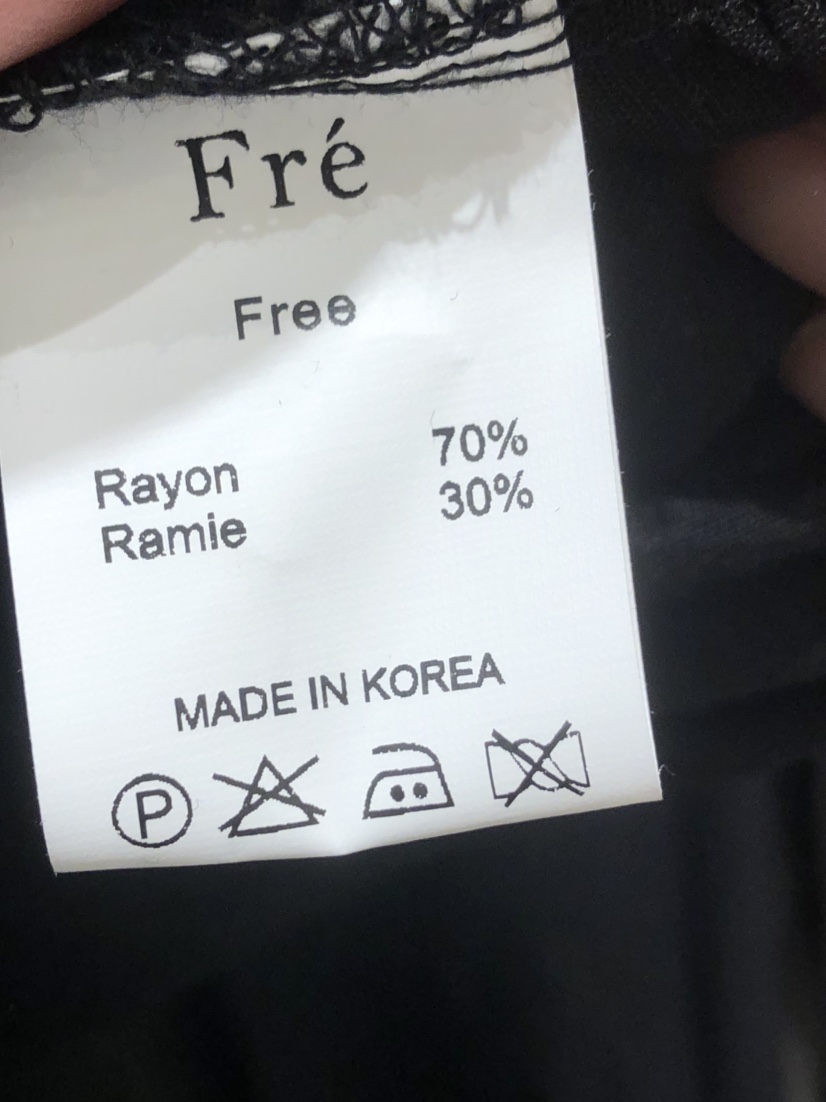 Fré
Free
Rayon 70%
Ramie 30%
MADE IN KOREA
P